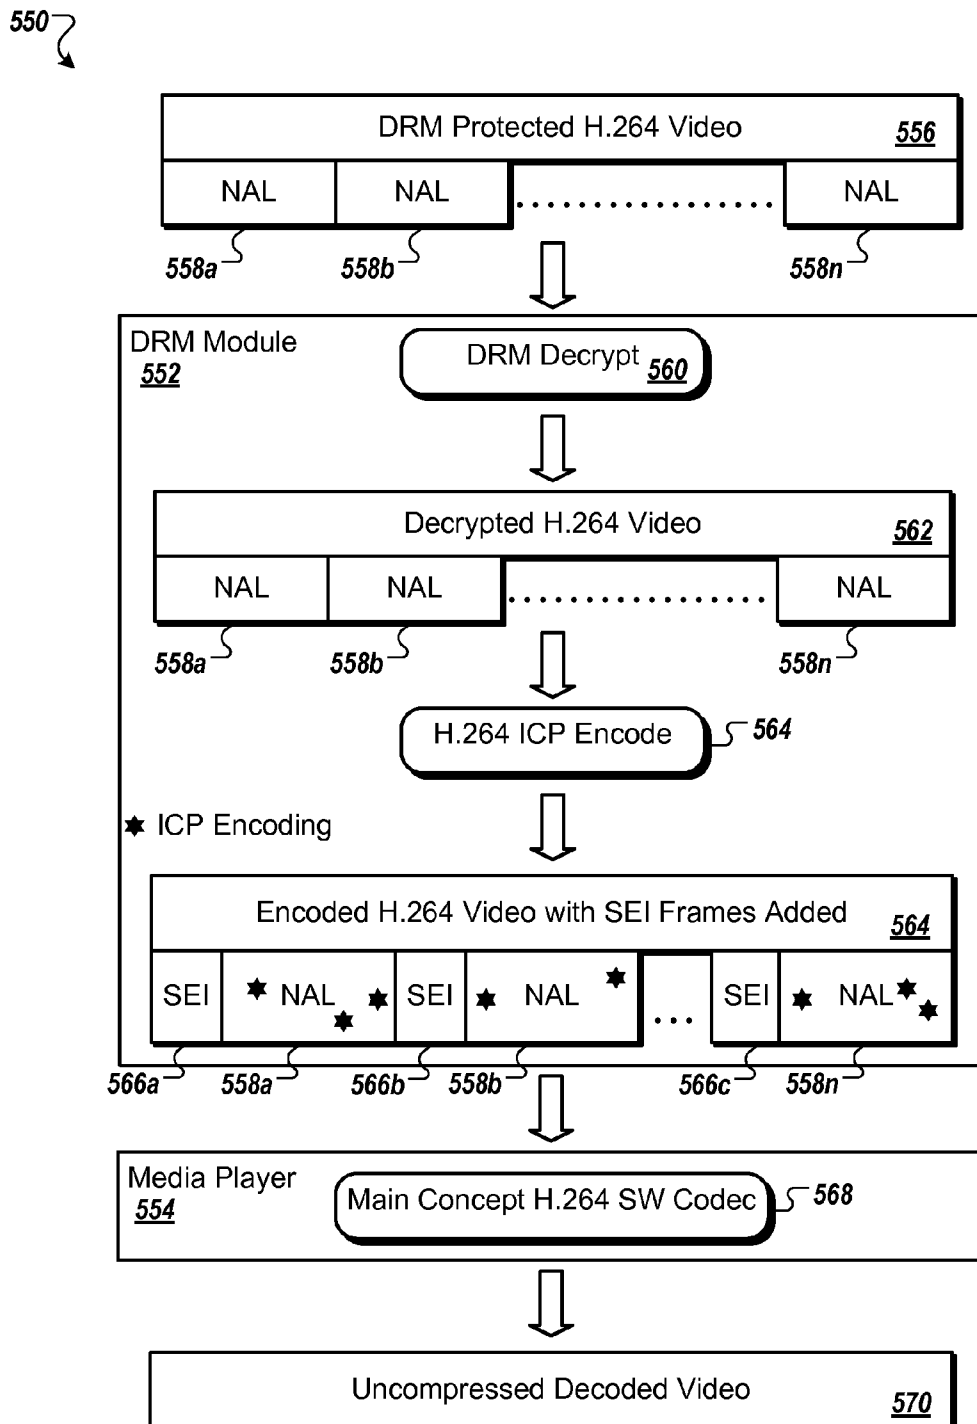 550
DRM Protected H.264 Video 556
NAL NAL ................. NAL
558a 558b 558n
DRM Module
552
DRM Decrypt 560
Decrypted H.264 Video 562
NAL NAL ................. NAL
558a 558b 558n
H.264 ICP Encode 564
★ ICP Encoding
Encoded H.264 Video with SEI Frames Added 564
SEI NAL SEI NAL ... SEI NAL
566a 558a 566b 558b 566c 558n
Media Player
554
Main Concept H.264 SW Codec 568
Uncompressed Decoded Video 570